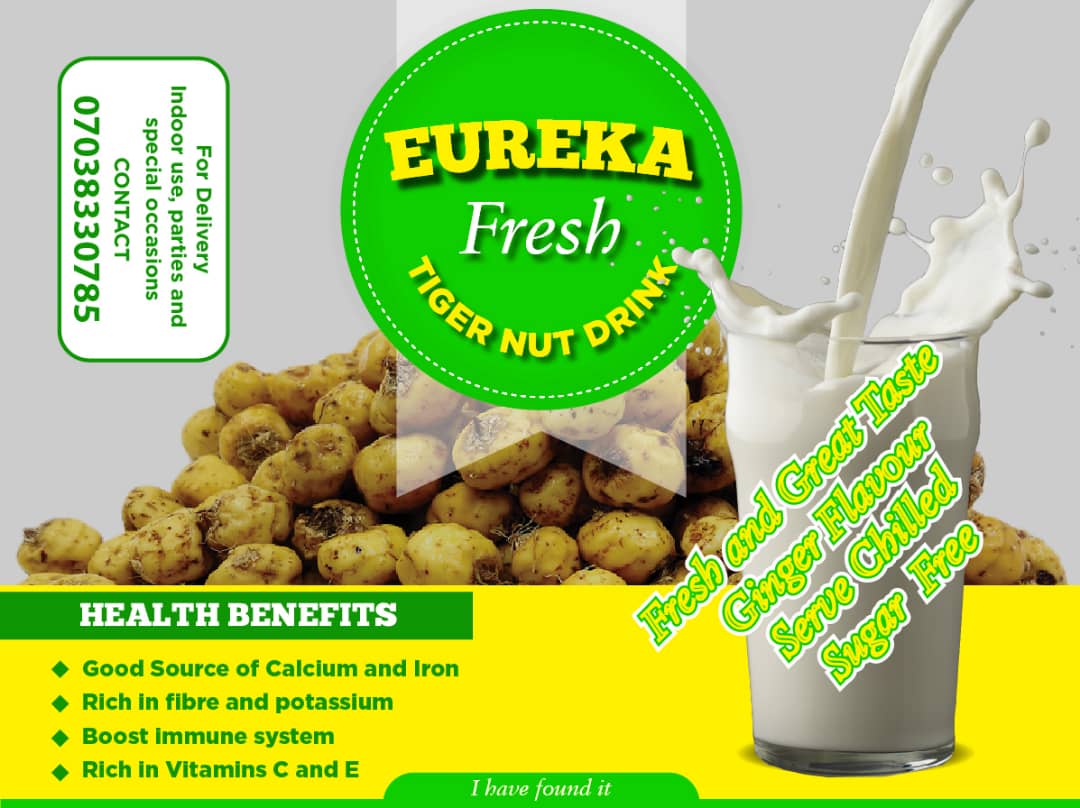 For Delivery
Indoor use, parties and
special occasions
CONTACT
07038330785
EUREKA
Fresh
TIGER NUT DRINK
Fresh and Great Taste
Ginger Flavour
Serve Chilled
Sugar Free
HEALTH BENEFITS
◆ Good Source of Calcium and Iron
◆ Rich in fibre and potassium
◆ Boost immune system
◆ Rich in Vitamins C and E
I have found it